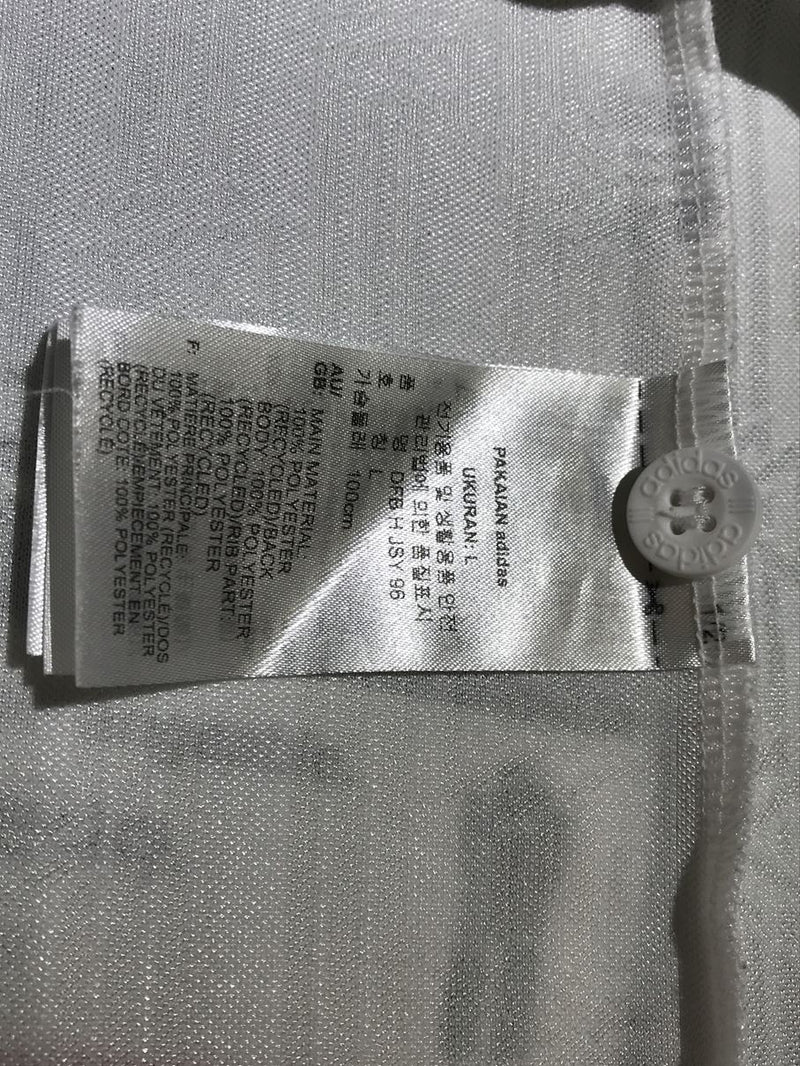 PAKAIAN adidas
UKURAN: L
전기용품 및 생활용품 안전
관리법에 의한 품질표시
품 명 DFB H JSY 96
호 칭 L
가슴둘레 100cm
AU/
GB: MAIN MATERIAL:
100% POLYESTER
(RECYCLED)/BACK
BODY: 100% POLYESTER
(RECYCLED)/RIB PART:
100% POLYESTER
(RECYCLED)
F: MATIÈRE PRINCIPALE:
100% POLYESTER (RECYCLÉ)/DOS
DU VÊTEMENT: 100% POLYESTER
(RECYCLÉ)/EMPIECEMENT EN
BORD COTE: 100% POLYESTER
(RECYCLÉ)
adidas
adidas